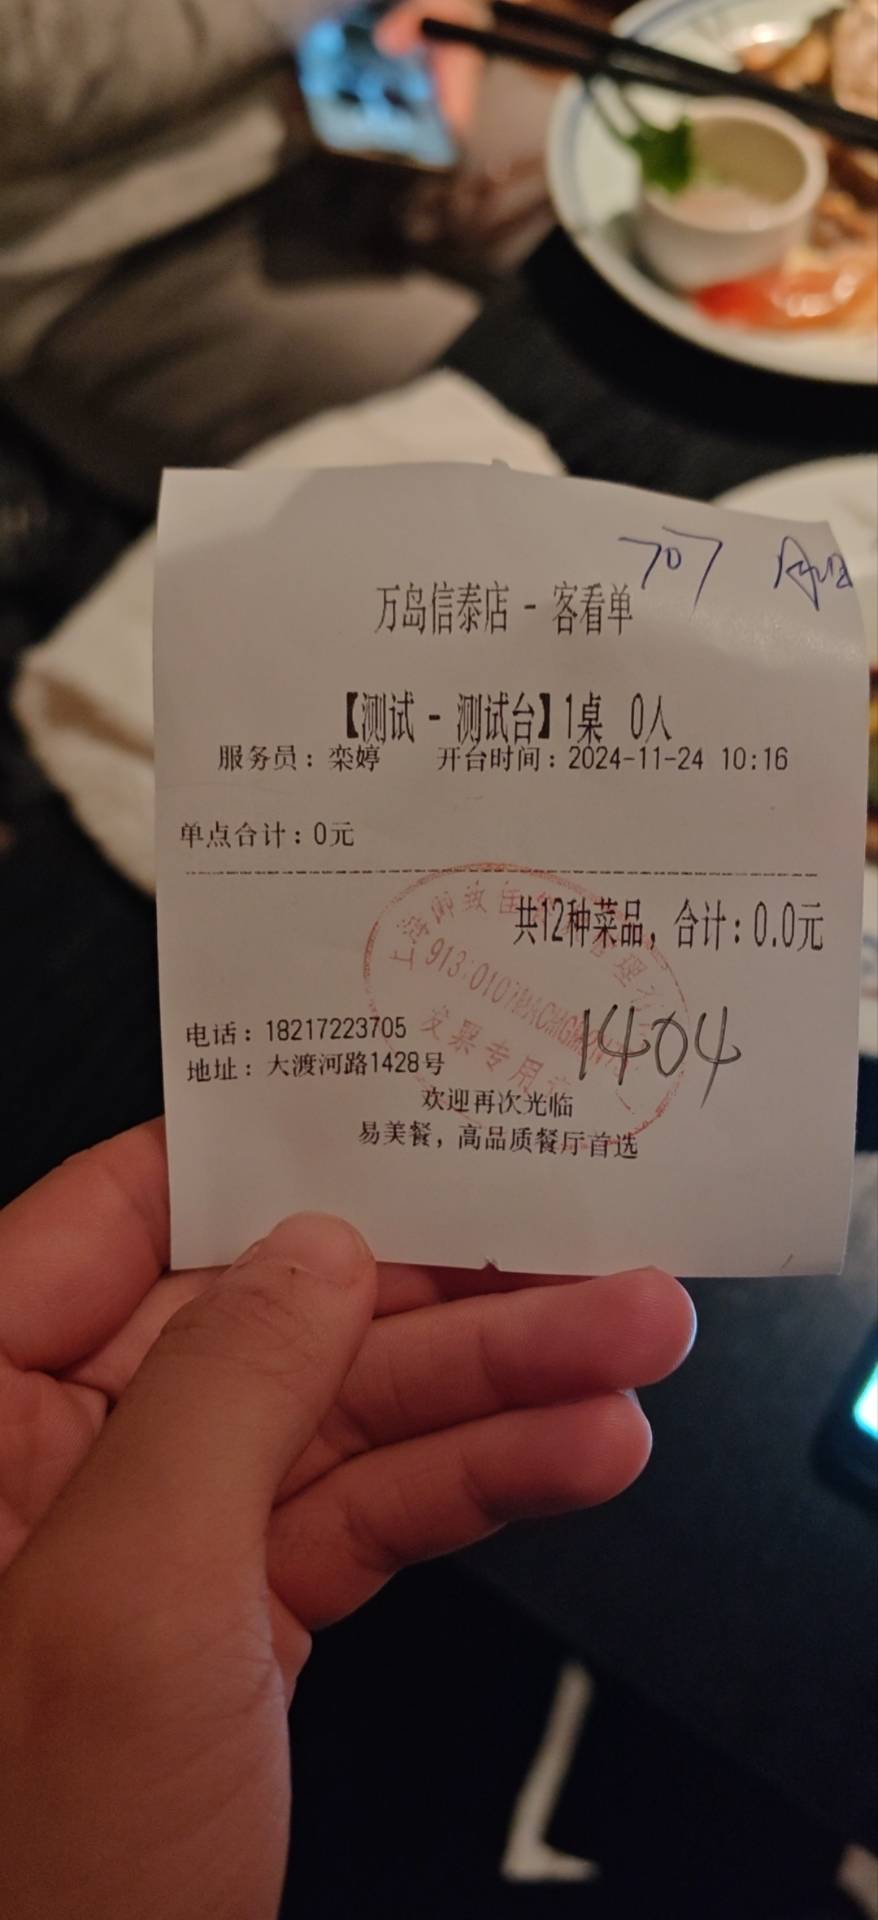 707
万岛信泰店 - 客看单
【测试 - 测试台】1桌 0人
服务员：栾婷 开台时间：2024-11-24 10:16
单点合计：0元
共12种菜品，合计：0.0元
电话：18217223705
1404
地址：大渡河路1428号
发票专用
欢迎再次光临
易美餐，高品质餐厅首选